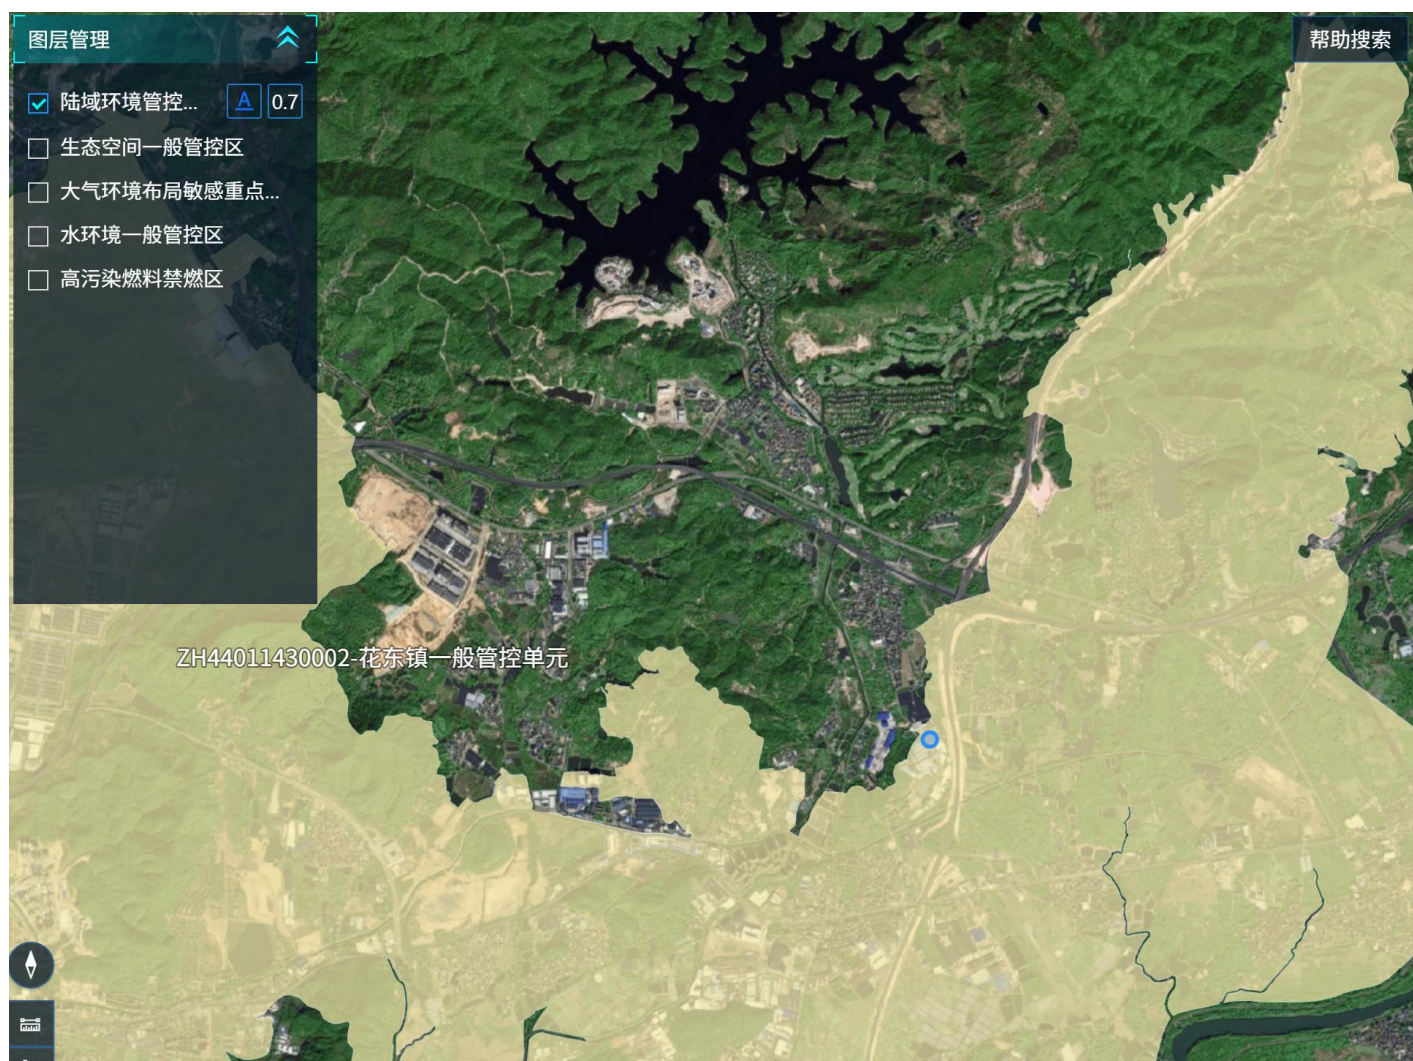 图层管理
帮助搜索
陆域环境管控... A 0.7
生态空间一般管控区
大气环境布局敏感重点...
水环境一般管控区
高污染燃料禁燃区
ZH44011430002-花东镇一般管控单元